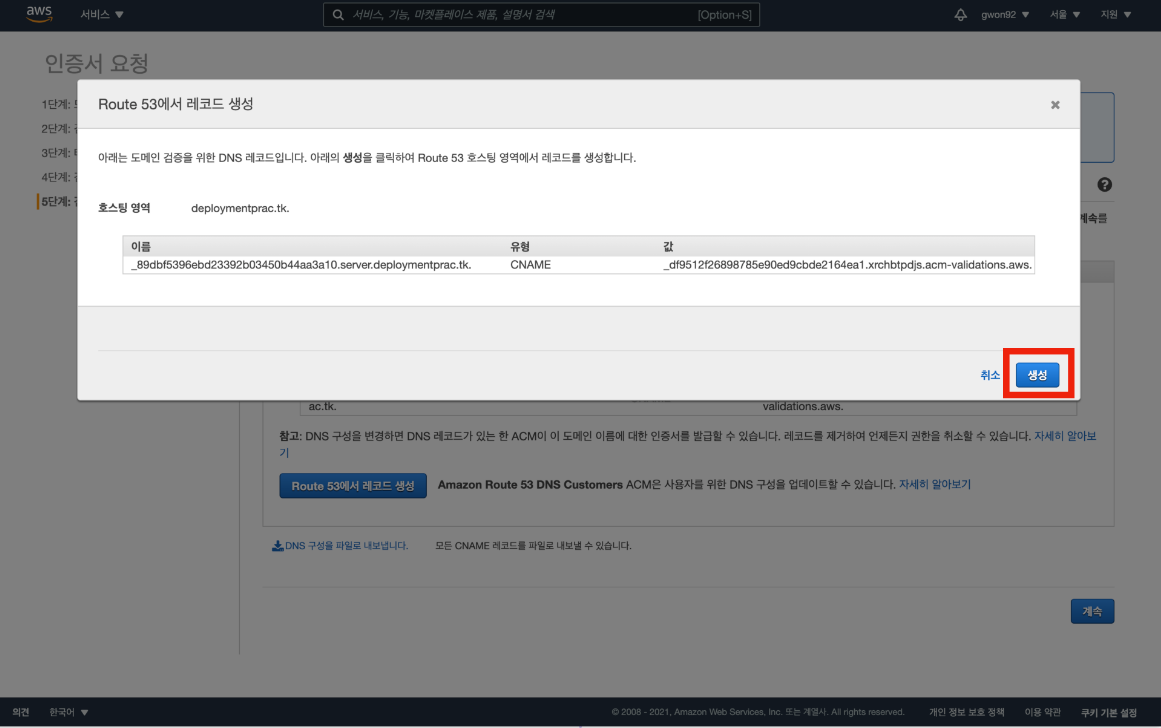 aws
서비스
서비스, 기능, 마켓플레이스 제품, 설명서 검색
[Option+S]
gwon92
서울
지원
인증서 요청
1단계:
2단계:
3단계:
4단계:
5단계:
Route 53에서 레코드 생성
아래는 도메인 검증을 위한 DNS 레코드입니다. 아래의 생성을 클릭하여 Route 53 호스팅 영역에서 레코드를 생성합니다.
호스팅 영역 deploymentprac.tk.
이름 유형 값
_89dbf5396ebd23392b03450b44aa3a10.server.deploymentprac.tk. CNAME _df9512f26898785e90ed9cbde2164ea1.xrchbtpdjs.acm-validations.aws.
취소 생성
ac.tk. validations.aws.
참고: DNS 구성을 변경하면 DNS 레코드가 있는 한 ACM이 이 도메인 이름에 대한 인증서를 발급할 수 있습니다. 레코드를 제거하여 언제든지 권한을 취소할 수 있습니다. 자세히 알아보
기
Route 53에서 레코드 생성 Amazon Route 53 DNS Customers ACM은 사용자를 위한 DNS 구성을 업데이트할 수 있습니다. 자세히 알아보기
DNS 구성을 파일로 내보냅니다. 모든 CNAME 레코드를 파일로 내보낼 수 있습니다.
계속
의견 한국어 © 2008 - 2021, Amazon Web Services, Inc. 또는 계열사. All rights reserved. 개인 정보 보호 정책 이용 약관 쿠키 기본 설정